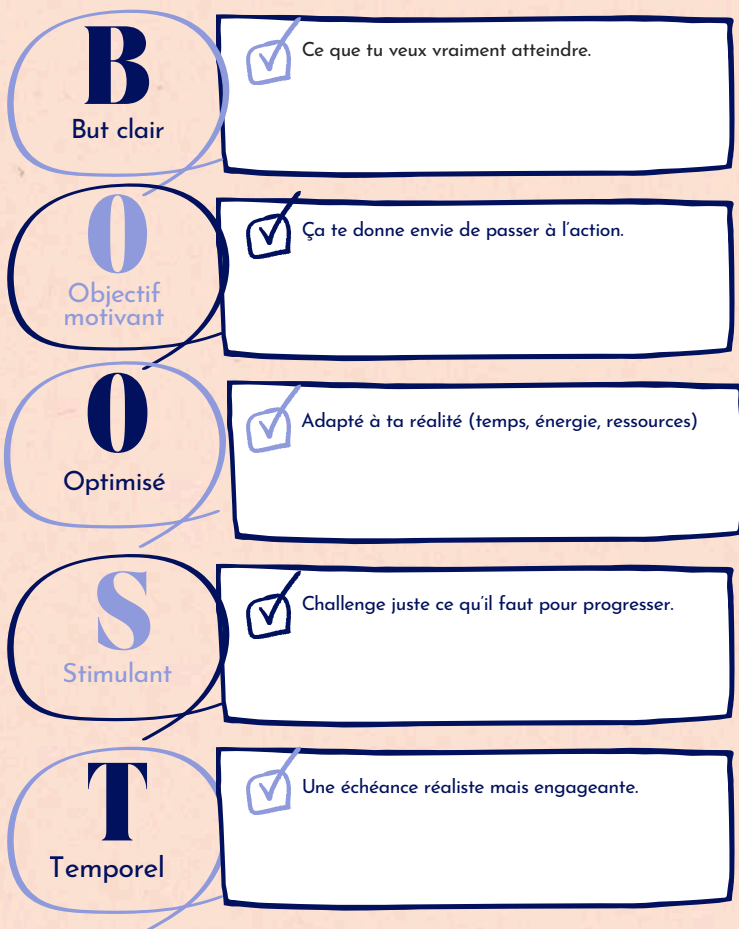 B
But clair
Ce que tu veux vraiment atteindre.
O
Objectif
motivant
Ça te donne envie de passer à l'action.
O
Optimisé
Adapté à ta réalité (temps, énergie, ressources)
S
Stimulant
Challenge juste ce qu'il faut pour progresser.
T
Temporel
Une échéance réaliste mais engageante.